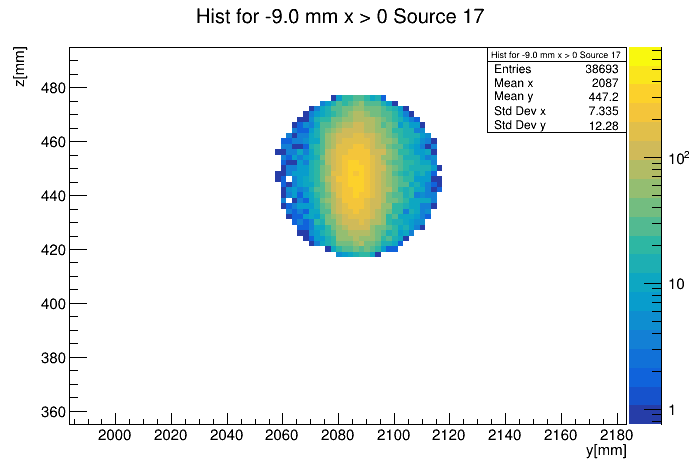 Hist for -9.0 mm x > 0 Source 17
z[mm]
Hist for -9.0 mm x > 0 Source 17
Entries 38693
Mean x 2087
Mean y 447.2
Std Dev x 7.335
Std Dev y 12.28
480
460
440
420
400
380
360
10²
10
1
2000 2020 2040 2060 2080 2100 2120 2140 2160 2180
y[mm]